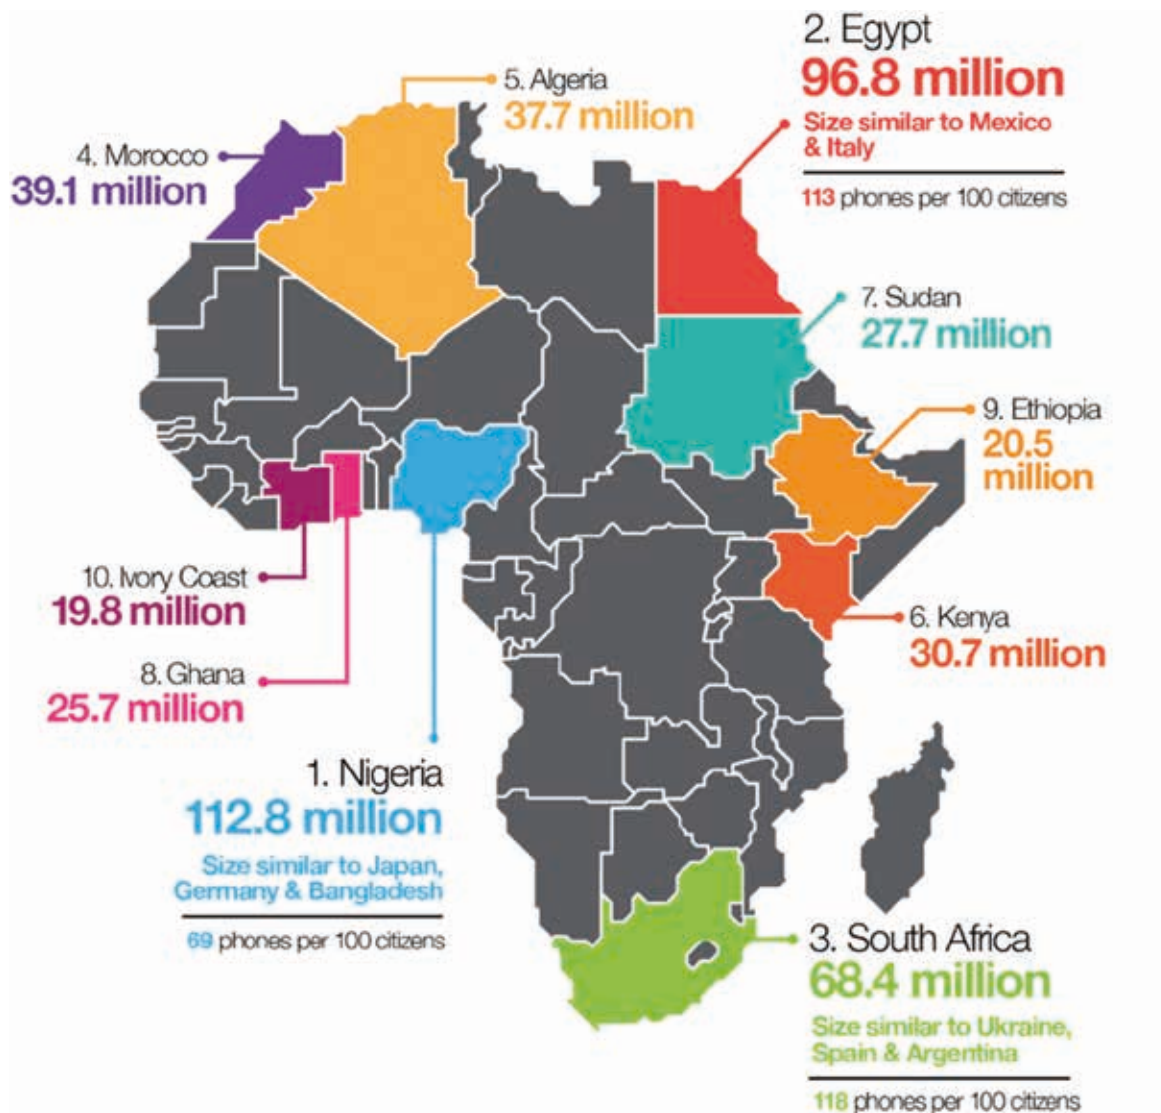 2. Egypt
96.8 million
Size similar to Mexico
& Italy
113 phones per 100 citizens
5. Algeria
37.7 million
4. Morocco
39.1 million
7. Sudan
27.7 million
9. Ethiopia
20.5
million
10. Ivory Coast
19.8 million
6. Kenya
30.7 million
8. Ghana
25.7 million
1. Nigeria
112.8 million
Size similar to Japan,
Germany & Bangladesh
69 phones per 100 citizens
3. South Africa
68.4 million
Size similar to Ukraine,
Spain & Argentina
118 phones per 100 citizens